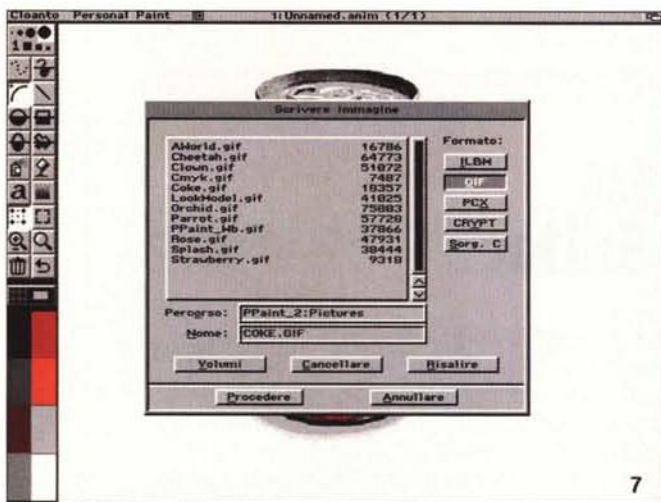 Cloanto Personal Paint 1:Unnamed.anim (1/1)
1
a
Scrivere immagine
AWorld.gif 16786
Cheetah.gif 64773
Clown.gif 51072
Cmyk.gif 7487
Coke.gif 18357
LookModel.gif 41825
Orchid.gif 75883
Parrot.gif 57728
PPaint_Wb.gif 37866
Rose.gif 47931
Splash.gif 38444
Strawberry.gif 9318
Formato:
ILBM
GIF
PCX
CRYPT
Sorg. C
Percorso: PPaint_2:Pictures
Nome: COKE.GIF
Volumi Cancellare Risalire
Procedere Annullare
7